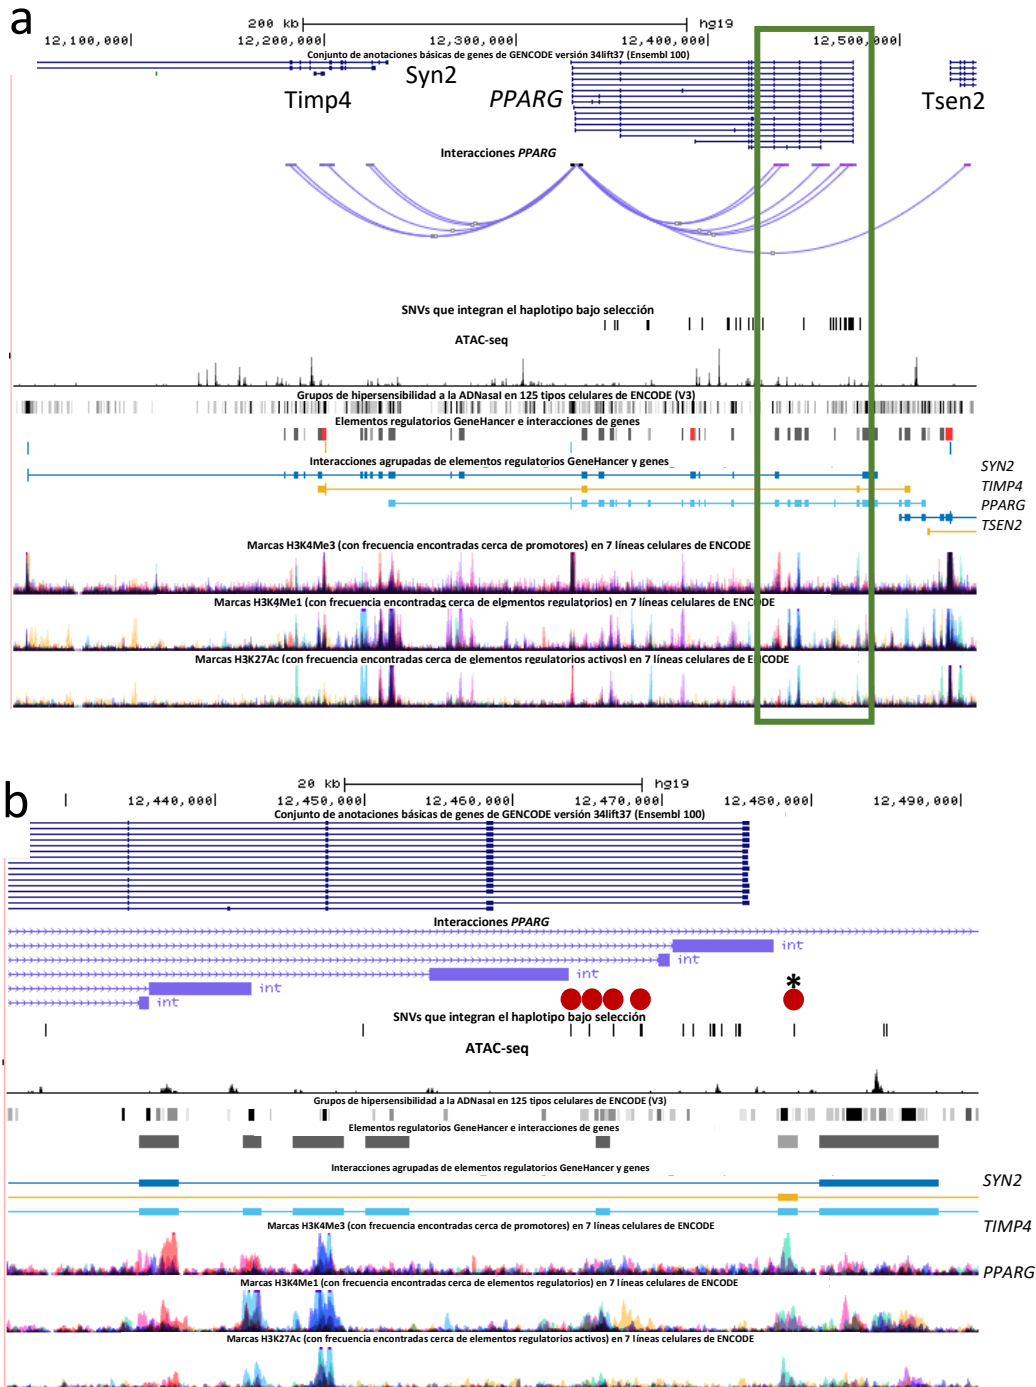 a
200 kb hg19
12,100,000 12,200,000 12,300,000 12,400,000 12,500,000
Conjunto de anotaciones básicas de genes de GENCODE versión 34lift37 (Ensembl 100)
Syn2
Timp4 PPARG Tsen2
Interacciones PPARG
SNVs que integran el haplotipo bajo selección
ATAC-seq
Grupos de hipersensibilidad a la ADNasaI en 125 tipos celulares de ENCODE (V3)
Elementos regulatorios GeneHancer e interacciones de genes
Interacciones agrupadas de elementos regulatorios GeneHancer y genes
SYN2
TIMP4
PPARG
TSEN2
Marcas H3K4Me3 (con frecuencia encontradas cerca de promotores) en 7 líneas celulares de ENCODE
Marcas H3K4Me1 (con frecuencia encontradas cerca de elementos regulatorios) en 7 líneas celulares de ENCODE
Marcas H3K27Ac (con frecuencia encontradas cerca de elementos regulatorios activos) en 7 líneas celulares de ENCODE
b
20 kb hg19
12,440,000 12,450,000 12,460,000 12,470,000 12,480,000 12,490,000
Conjunto de anotaciones básicas de genes de GENCODE versión 34lift37 (Ensembl 100)
Interacciones PPARG
int
int
int
int
int
*
SNVs que integran el haplotipo bajo selección
ATAC-seq
Grupos de hipersensibilidad a la ADNasaI en 125 tipos celulares de ENCODE (V3)
Elementos regulatorios GeneHancer e interacciones de genes
Interacciones agrupadas de elementos regulatorios GeneHancer y genes
SYN2
TIMP4
Marcas H3K4Me3 (con frecuencia encontradas cerca de promotores) en 7 líneas celulares de ENCODE
PPARG
Marcas H3K4Me1 (con frecuencia encontradas cerca de elementos regulatorios) en 7 líneas celulares de ENCODE
Marcas H3K27Ac (con frecuencia encontradas cerca de elementos regulatorios activos) en 7 líneas celulares de ENCODE